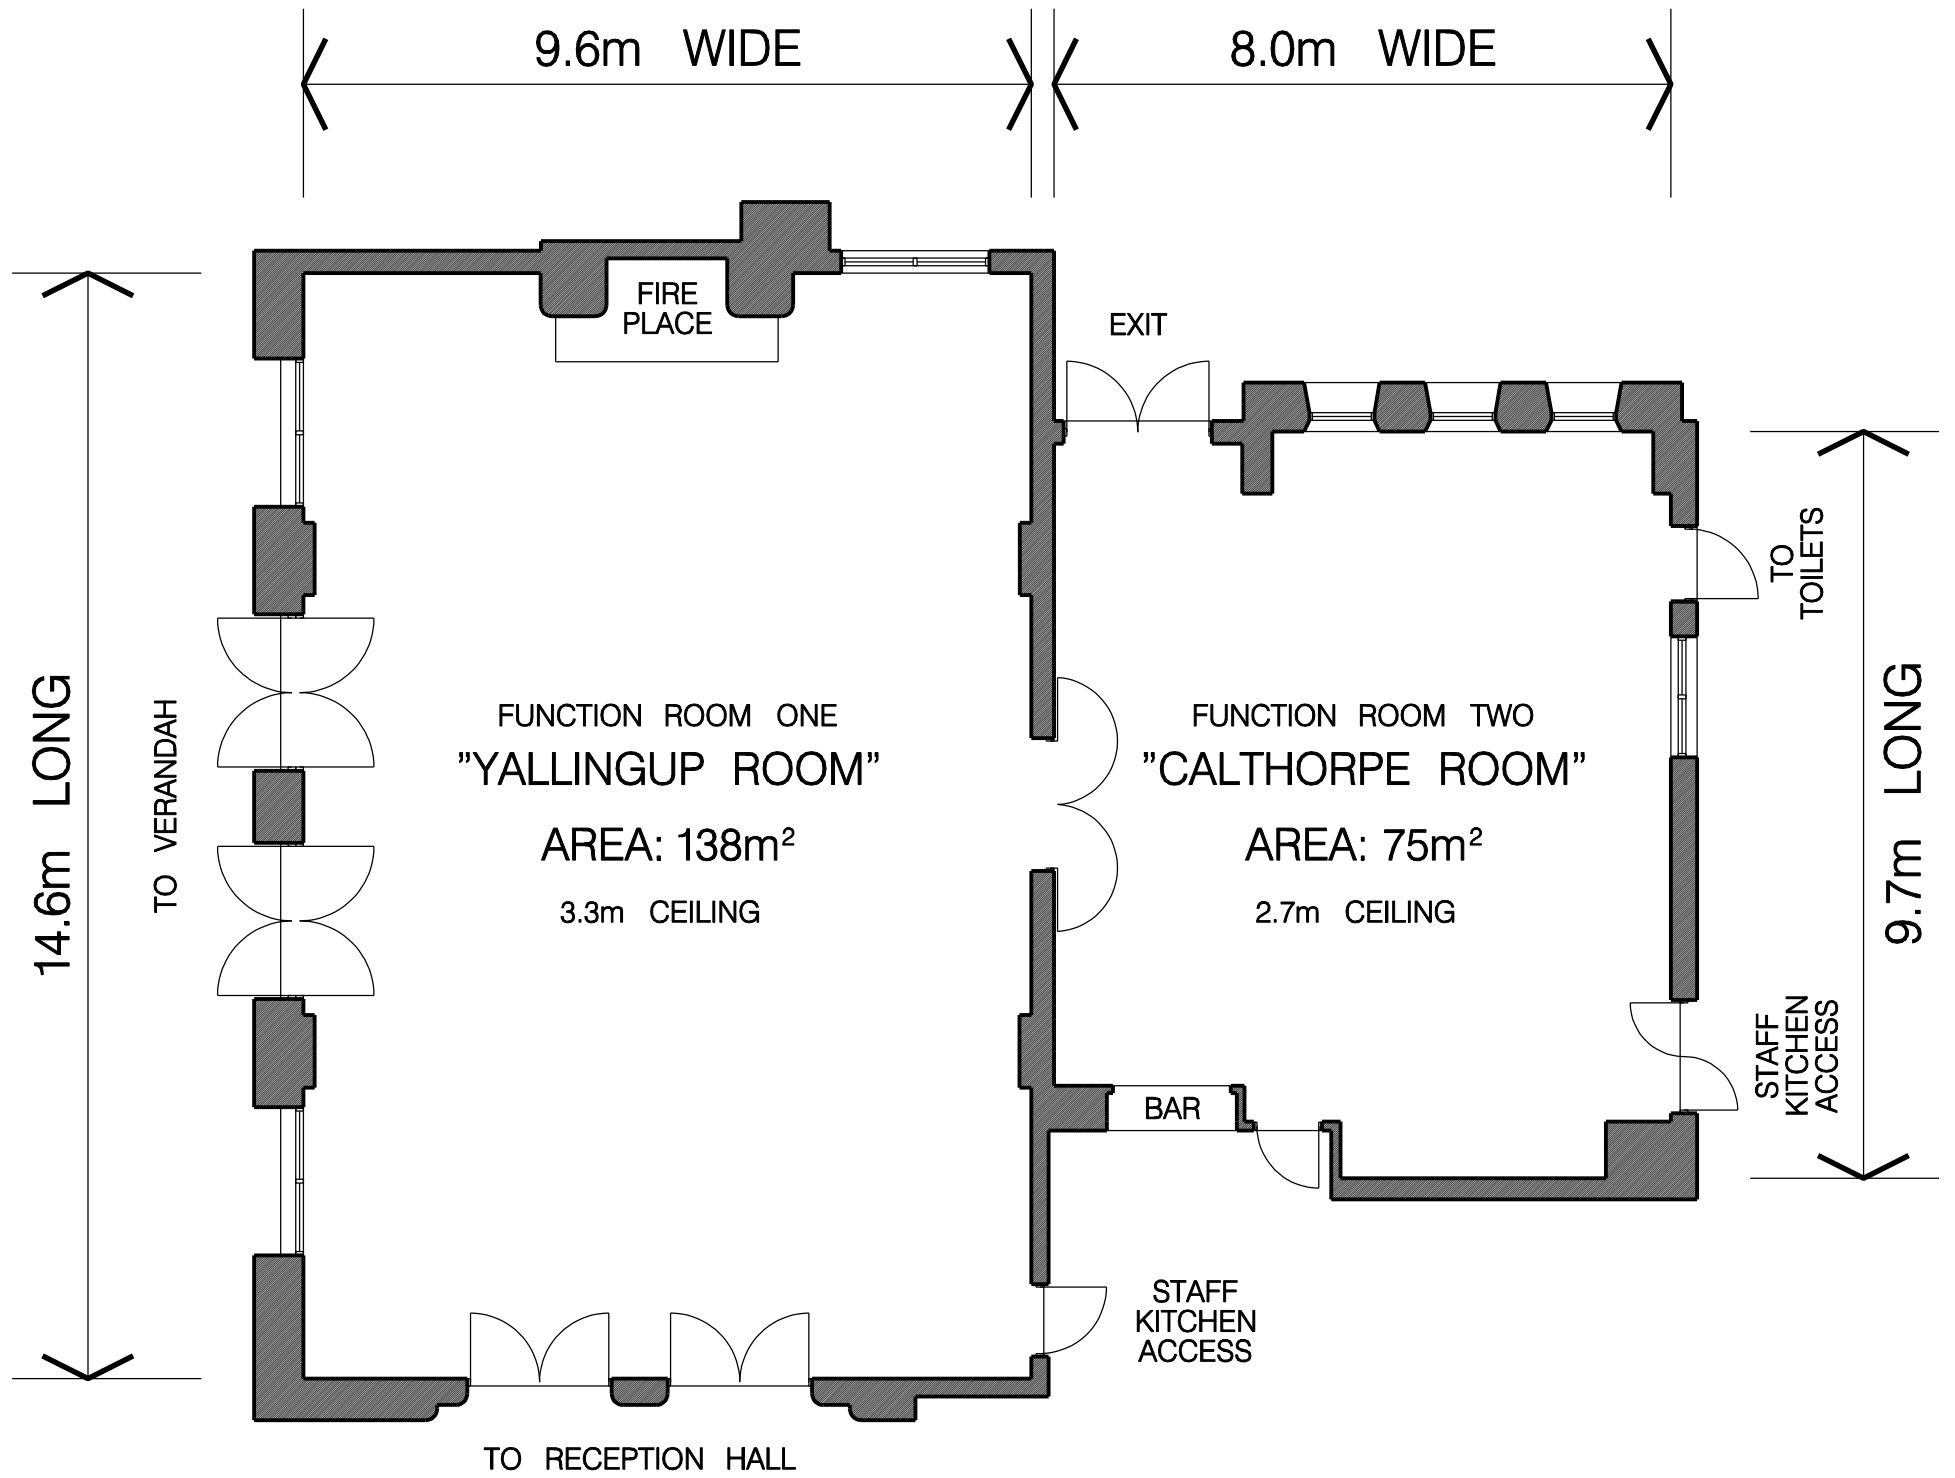 9.6m WIDE
8.0m WIDE
FIRE
PLACE
EXIT
TO
TOILETS
14.6m LONG
TO VERANDAH
FUNCTION ROOM ONE
"YALLINGUP ROOM"
AREA: 138m²
3.3m CEILING
FUNCTION ROOM TWO
"CALTHORPE ROOM"
AREA: 75m²
2.7m CEILING
9.7m LONG
STAFF
KITCHEN
ACCESS
BAR
STAFF
KITCHEN
ACCESS
TO RECEPTION HALL